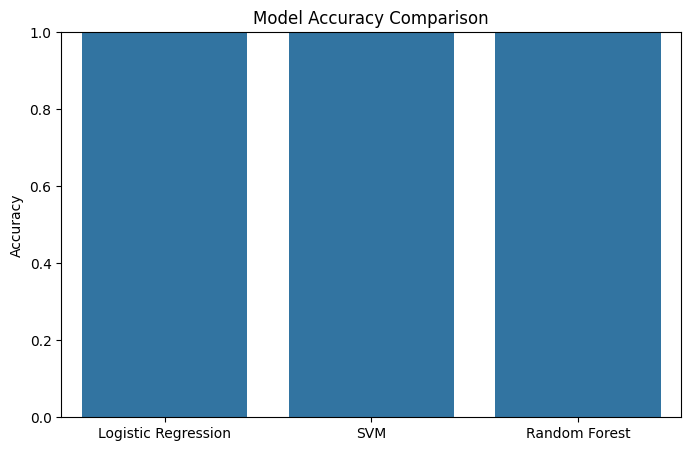 Model Accuracy Comparison
1.0
0.8
0.6
0.4
0.2
0.0
Accuracy
Logistic Regression
SVM
Random Forest